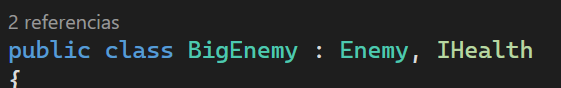 2 referencias
public class BigEnemy : Enemy, IHealth
{